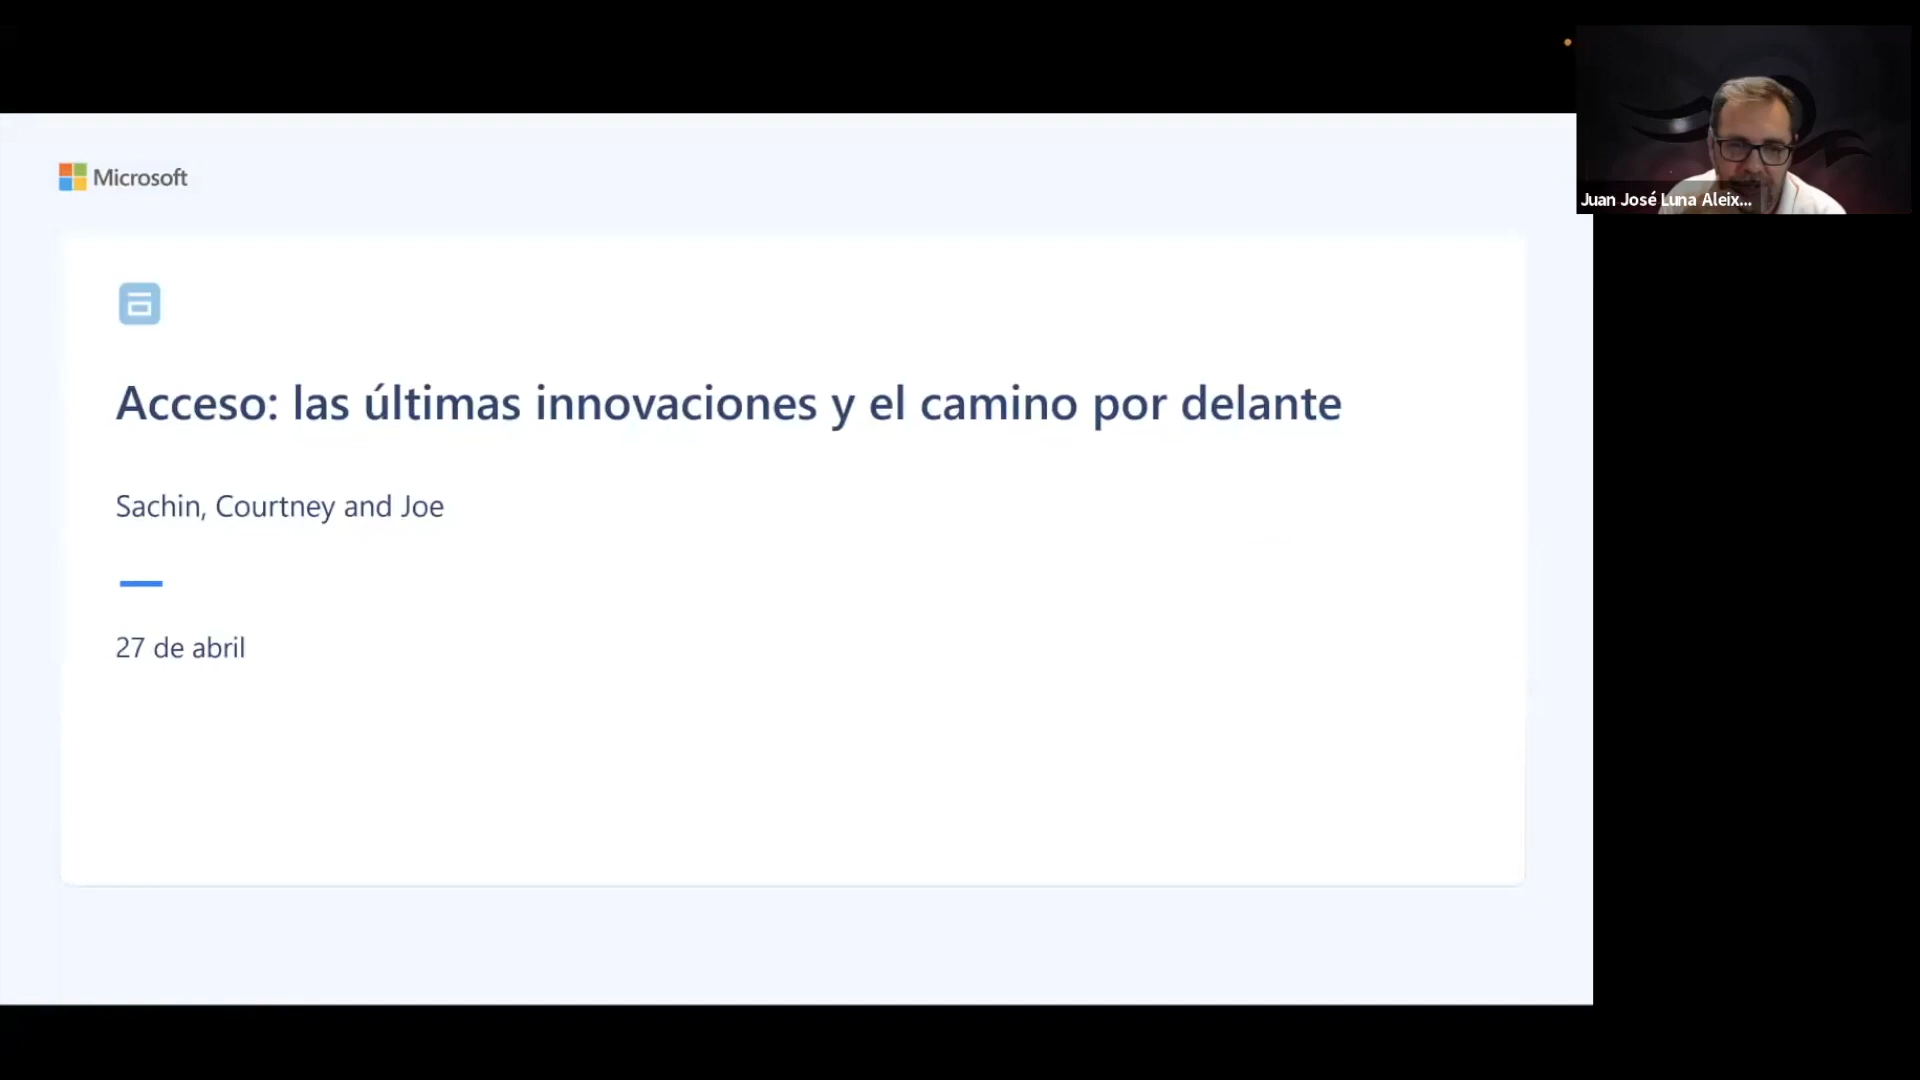 Microsoft
Acceso: las últimas innovaciones y el camino por delante
Sachin, Courtney and Joe
27 de abril
Juan José Luna Aleix...